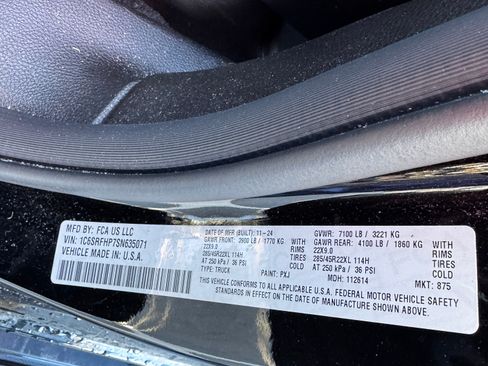 MFD BY: FCA US LLC
VIN: 1C6SRFHP7SN635071
VEHICLE MADE IN: U.S.A.
DATE OF MFR (BUILT): 11-24
GVWR: 7100 LB / 3221 KG
GAWR FRONT: 3900 LB / 1770 KG
WITH
GAWR REAR: 4100 LB / 1860 KG
WITH
22X9.0
RIMS
22X9.0
RIMS
285/45R22XL 114H
TIRES
285/45R22XL 114H
TIRES
AT 250 kPa / 36 PSI
AT 250 kPa / 36 PSI
TYPE: TRUCK
PAINT: PXJ
MDH: 112614
MKT: 875
THIS VEHICLE CONFORMS TO ALL APPLICABLE U.S.A. FEDERAL MOTOR VEHICLE SAFETY
STANDARDS IN EFFECT ON THE DATE OF MANUFACTURE SHOWN ABOVE.